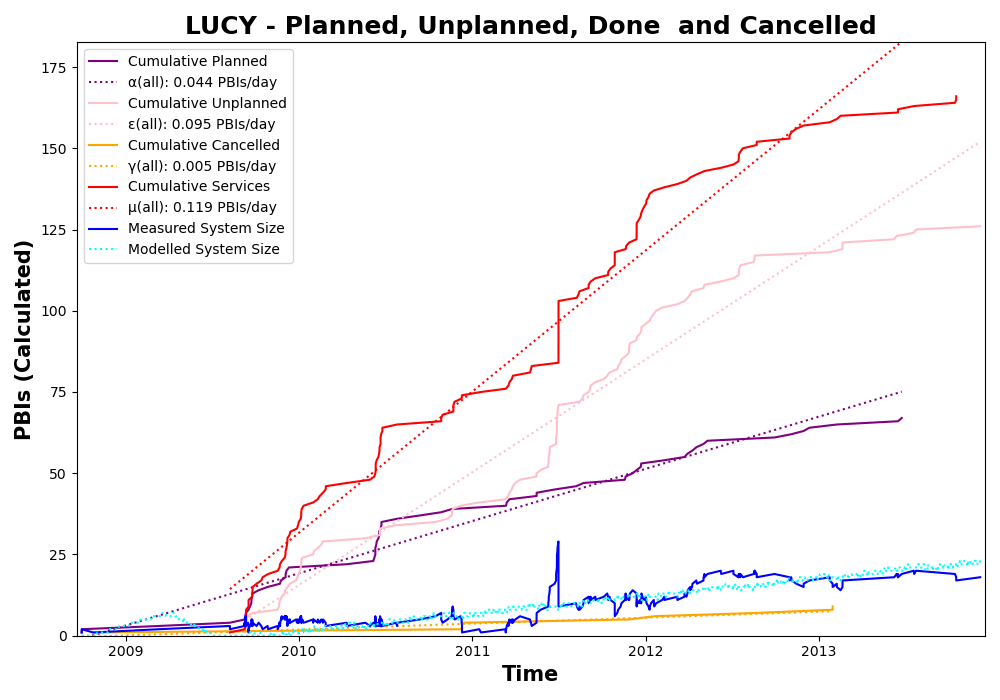 LUCY - Planned, Unplanned, Done  and Cancelled
PBIs (Calculated)
175
150
125
100
75
50
25
0
Cumulative Planned
α(all): 0.044 PBIs/day
Cumulative Unplanned
ε(all): 0.095 PBIs/day
Cumulative Cancelled
γ(all): 0.005 PBIs/day
Cumulative Services
μ(all): 0.119 PBIs/day
Measured System Size
Modelled System Size
2009 2010 2011 2012 2013
Time